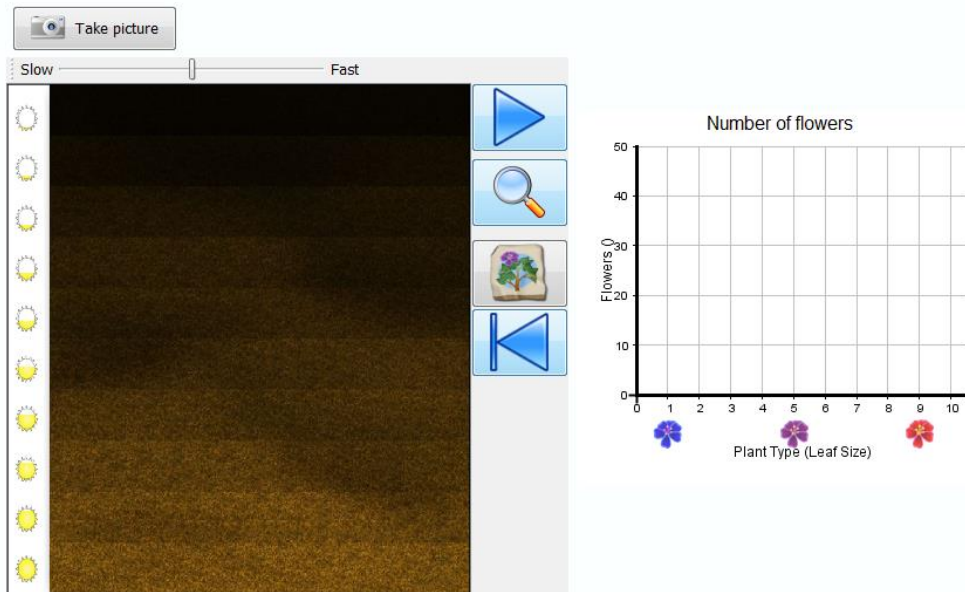 Take picture
Slow Fast
Number of flowers
50
40
30
20
10
0
Flowers ()
0 1 2 3 4 5 6 7 8 9 10
Plant Type (Leaf Size)